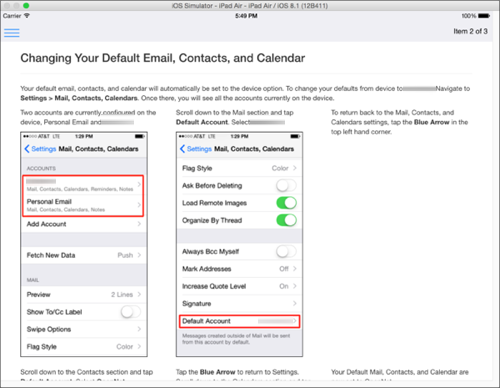 iOS Simulator - iPad Air - iPad Air / iOS 8.1 (12B411)
Carrier 5:49 PM 100%
Item 2 of 3
Changing Your Default Email, Contacts, and Calendar
Your default email, contacts, and calendar will automatically be set to the device option. To change your defaults from device to Navigate to
Settings > Mail, Contacts, Calendars. Once there, you will see all the accounts currently on the device.
Two accounts are currently configured on the
device, Personal Email and
AT&T LTE 1:29 PM
Settings Mail, Contacts, Calendars
ACCOUNTS
Mail, Contacts, Calendars, Reminders, Notes
Personal Email
Mail, Contacts, Calendars, Notes
Add Account
Fetch New Data Push
MAIL
Preview 2 Lines
Show To/Cc Label
Swipe Options
Flag Style Color
Scroll down to the Mail section and tap
Default Account. Select
AT&T LTE 1:29 PM
Settings Mail, Contacts, Calendars
Flag Style Color
Ask Before Deleting
Load Remote Images
Organize By Thread
Always Bcc Myself
Mark Addresses Off
Increase Quote Level On
Signature
Default Account
Messages created outside of Mail will be sent
from this account by default.
To return back to the Mail, Contacts, and
Calendars settings, tap the Blue Arrow in the
top left hand corner.
Scroll down to the Contacts section and tap
Tap the Blue Arrow to return to Settings.
Your Default Mail, Contacts, and Calendar are